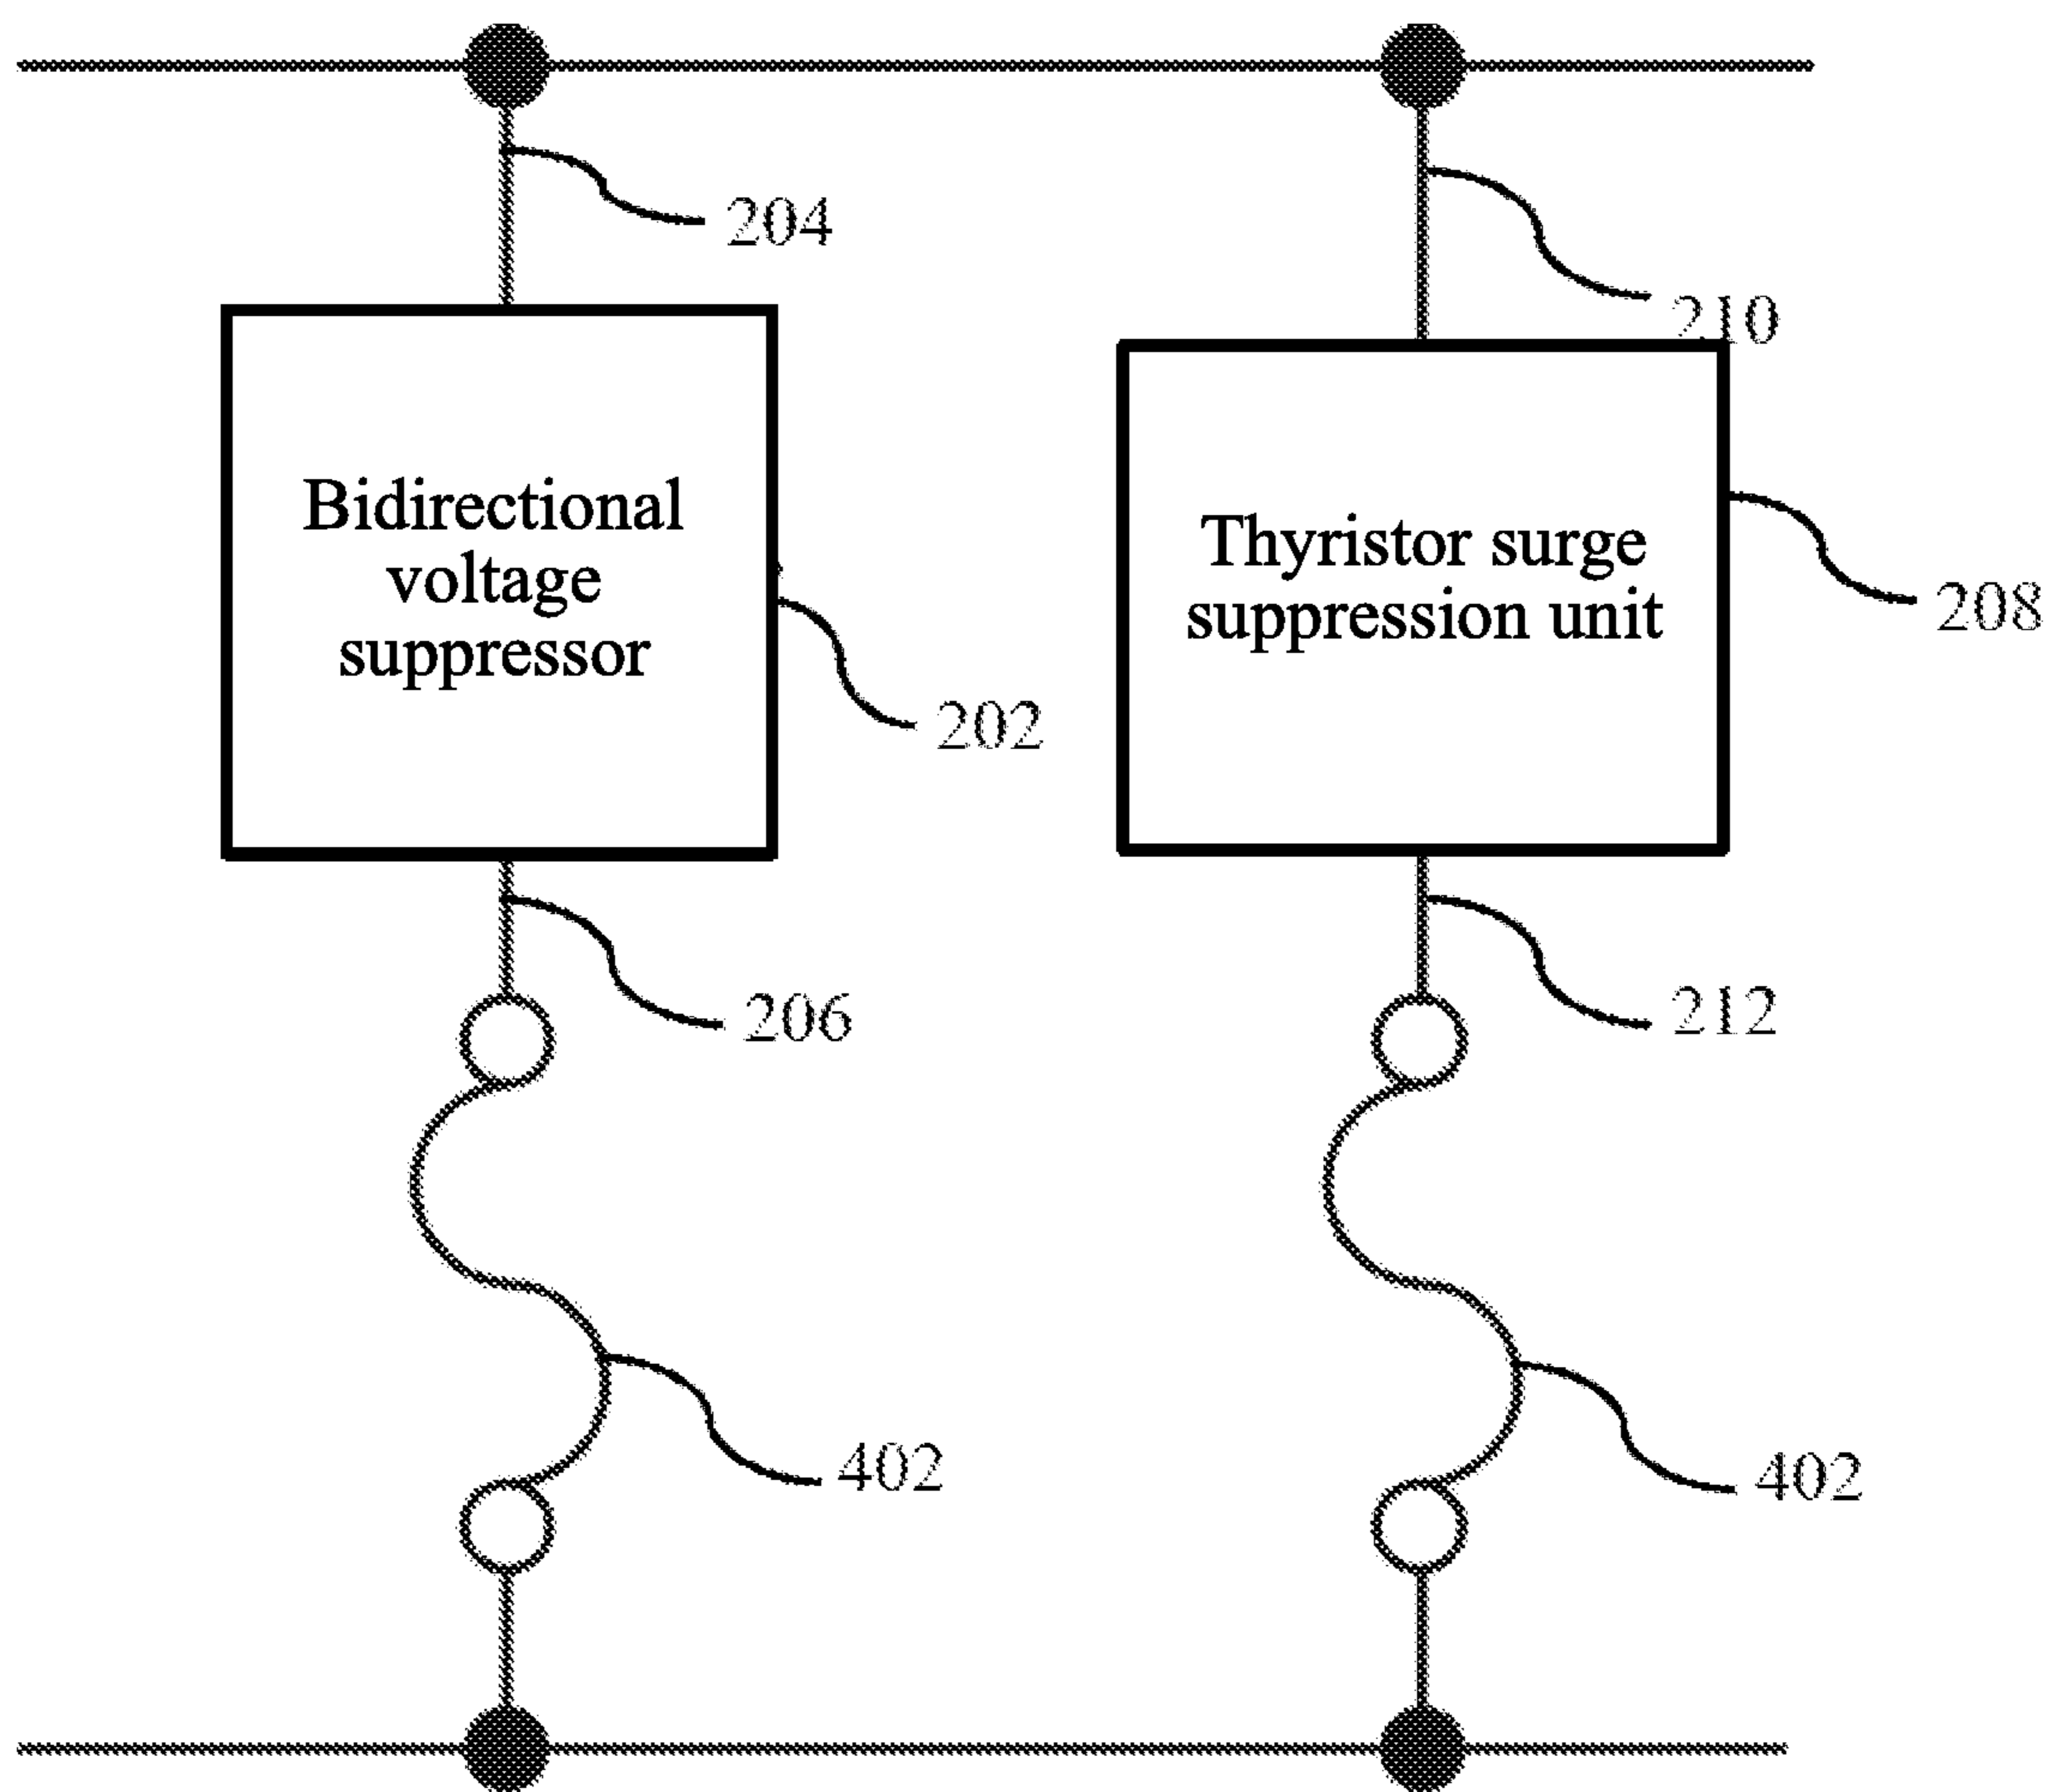 204
210
Bidirectional
voltage
suppressor
Thyristor surge
suppression unit
208
202
206
212
402
402